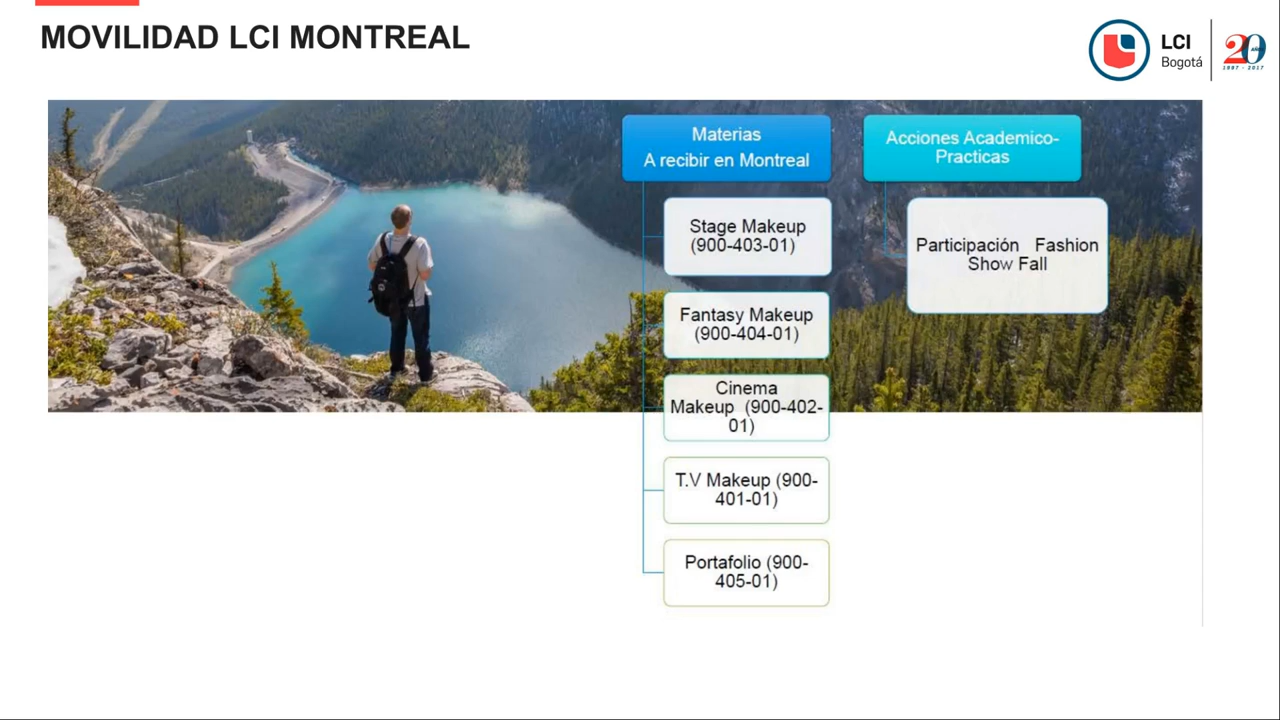 MOVILIDAD LCI MONTREAL
LCI
Bogotá
20
AÑOS
1997 - 2017
Materias
A recibir en Montreal
Stage Makeup
(900-403-01)
Fantasy Makeup
(900-404-01)
Cinema
Makeup (900-402-
01)
T.V Makeup (900-
401-01)
Portafolio (900-
405-01)
Acciones Academico-
Practicas
Participación Fashion
Show Fall